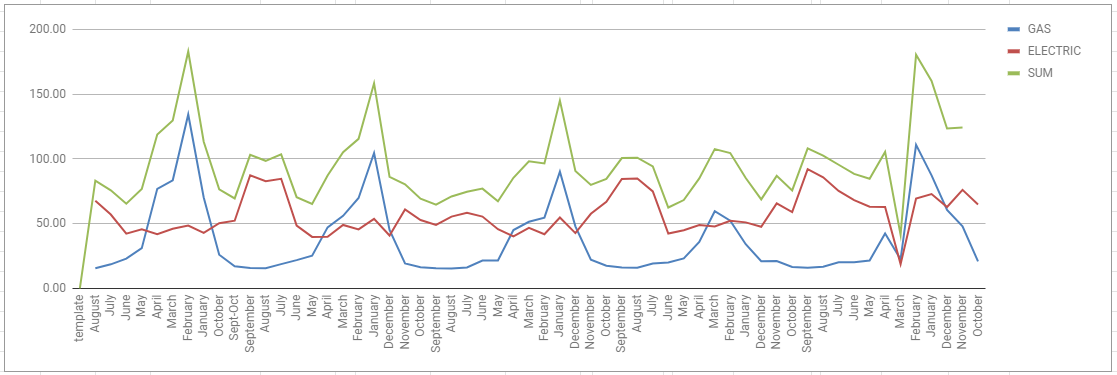 200.00
150.00
100.00
50.00
0.00
GAS
ELECTRIC
SUM
template
August
July
June
May
April
March
February
January
October
Sept-Oct
September
August
July
June
May
April
March
February
January
December
November
October
September
August
July
June
May
April
March
February
January
December
November
October
September
August
July
June
May
April
March
February
January
December
November
October
September
August
July
June
May
April
March
February
January
December
November
October